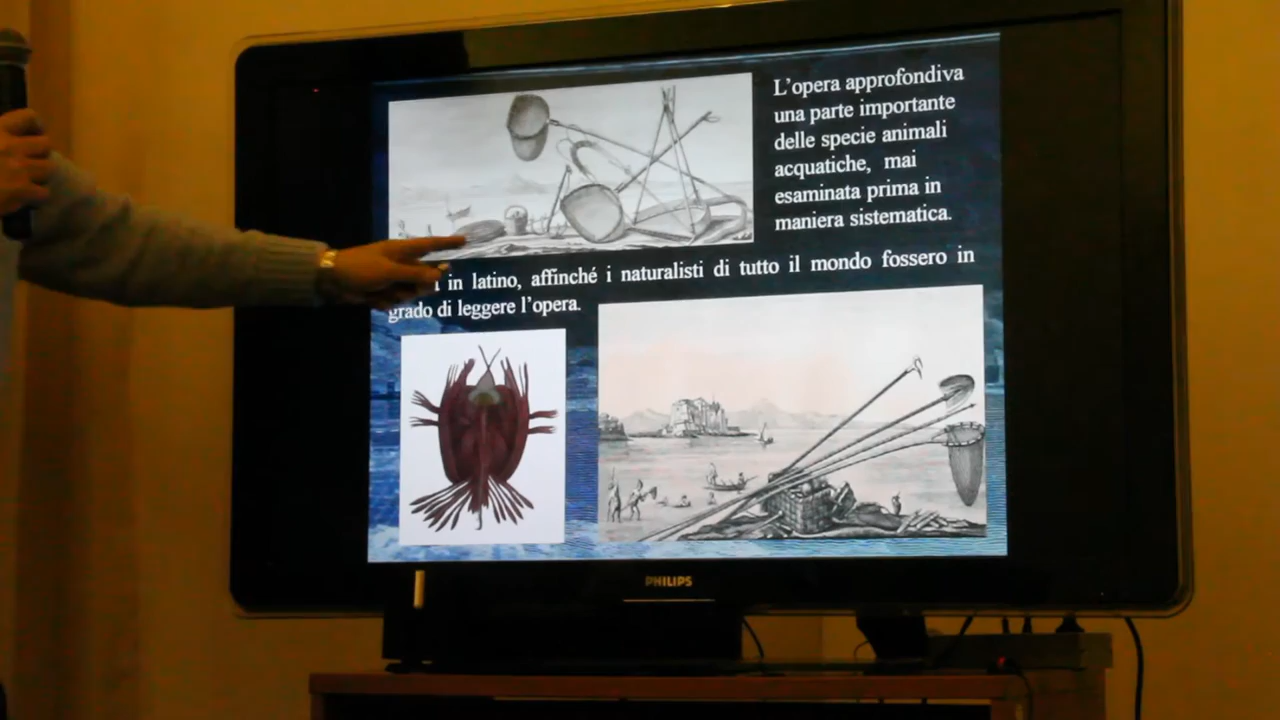 L'opera approfondiva
una parte importante
delle specie animali
acquatiche, mai
esaminata prima in
maniera sistematica.
in latino, affinché i naturalisti di tutto il mondo fossero in
grado di leggere l'opera.
PHILIPS